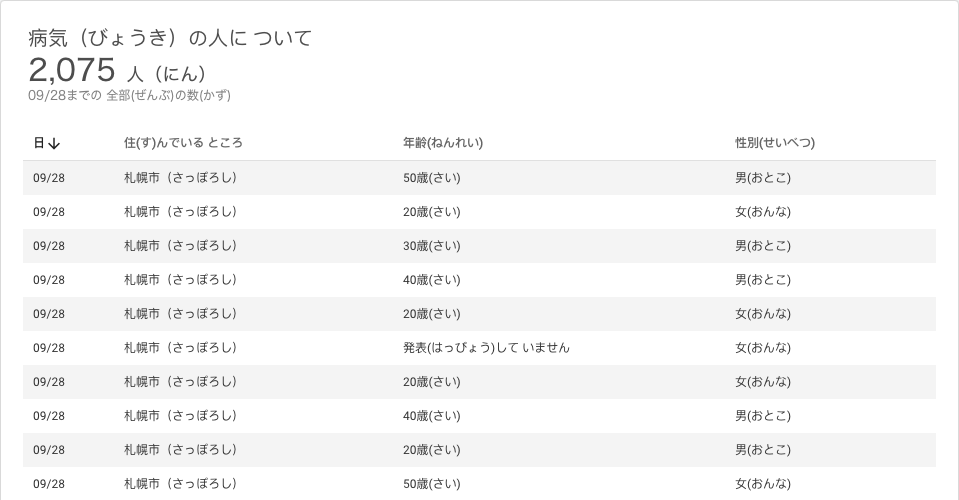 病気（びょうき）の人に ついて
2,075 人（にん）
09/28までの 全部(ぜんぶ)の数(かず)
日 住(す)んでいる ところ 年齢(ねんれい) 性別(せいべつ)
09/28 札幌市（さっぽろし） 50歳(さい) 男(おとこ)
09/28 札幌市（さっぽろし） 20歳(さい) 女(おんな)
09/28 札幌市（さっぽろし） 30歳(さい) 男(おとこ)
09/28 札幌市（さっぽろし） 40歳(さい) 男(おとこ)
09/28 札幌市（さっぽろし） 20歳(さい) 女(おんな)
09/28 札幌市（さっぽろし） 発表(はっぴょう)して いません 女(おんな)
09/28 札幌市（さっぽろし） 20歳(さい) 女(おんな)
09/28 札幌市（さっぽろし） 40歳(さい) 男(おとこ)
09/28 札幌市（さっぽろし） 20歳(さい) 男(おとこ)
09/28 札幌市（さっぽろし） 50歳(さい) 女(おんな)